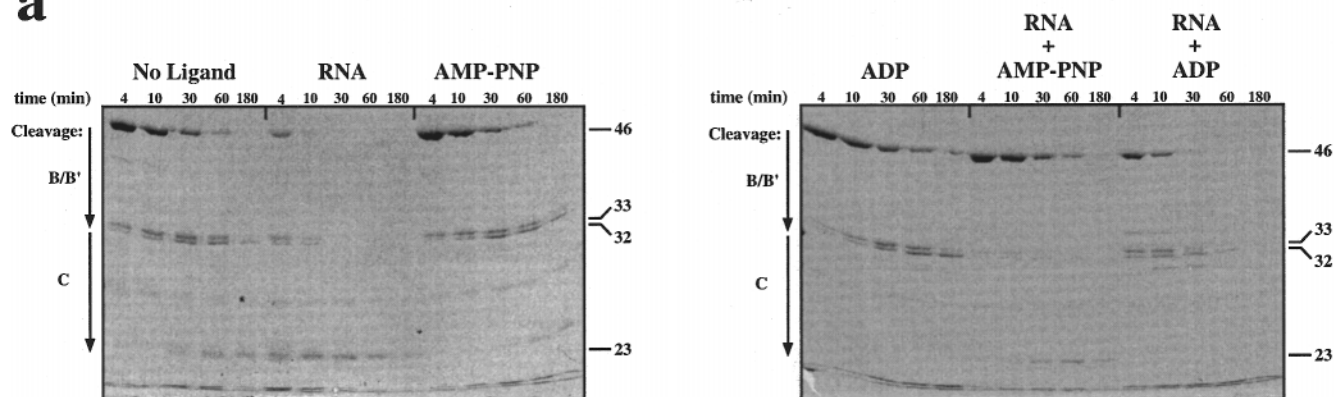 a
No Ligand RNA AMP-PNP
time (min) 4 10 30 60 180 4 10 30 60 180 4 10 30 60 180
Cleavage:
B/B'
C
46
33
32
23
RNA
+
AMP-PNP
RNA
+
ADP
ADP
time (min) 4 10 30 60 180 4 10 30 60 180 4 10 30 60 180
Cleavage:
B/B'
C
46
33
32
23